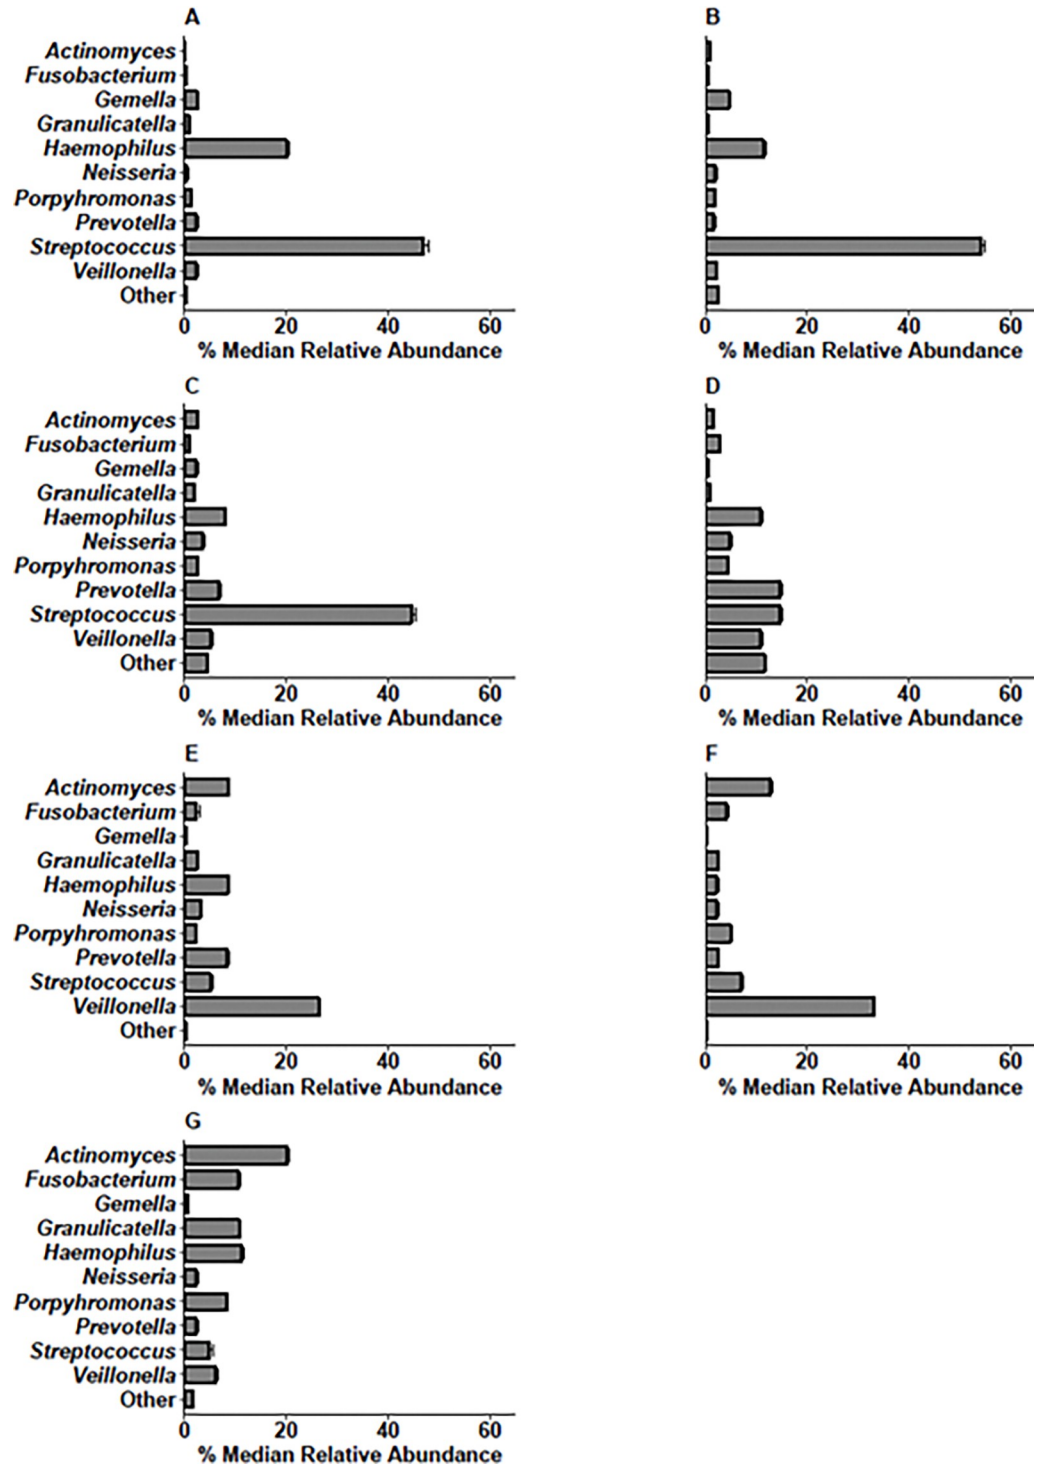 A
Actinomyces
Fusobacterium
Gemella
Granulicatella
Haemophilus
Neisseria
Porpyhromonas
Prevotella
Streptococcus
Veillonella
Other
0 20 40 60
% Median Relative Abundance
B
0 20 40 60
% Median Relative Abundance
C
Actinomyces
Fusobacterium
Gemella
Granulicatella
Haemophilus
Neisseria
Porpyhromonas
Prevotella
Streptococcus
Veillonella
Other
0 20 40 60
% Median Relative Abundance
D
0 20 40 60
% Median Relative Abundance
E
Actinomyces
Fusobacterium
Gemella
Granulicatella
Haemophilus
Neisseria
Porpyhromonas
Prevotella
Streptococcus
Veillonella
Other
0 20 40 60
% Median Relative Abundance
F
0 20 40 60
% Median Relative Abundance
G
Actinomyces
Fusobacterium
Gemella
Granulicatella
Haemophilus
Neisseria
Porpyhromonas
Prevotella
Streptococcus
Veillonella
Other
0 20 40 60
% Median Relative Abundance